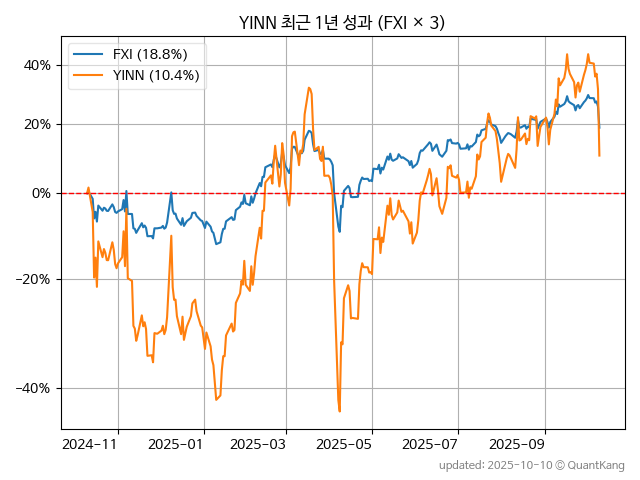 YINN 최근 1년 성과 (FXI × 3)
FXI (18.8%)
YINN (10.4%)
40%
20%
0%
−20%
−40%
2024-11 2025-01 2025-03 2025-05 2025-07 2025-09
updated: 2025-10-10 © QuantKang